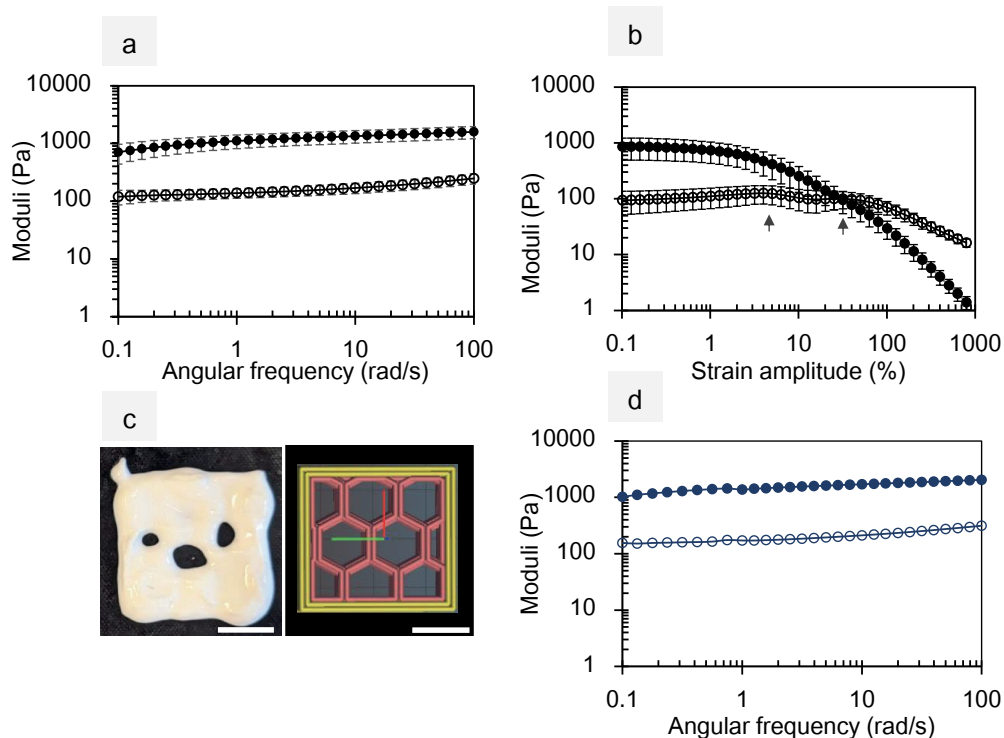 a
10000
1000
100
10
1
Moduli (Pa)
0.1 1 10 100
Angular frequency (rad/s)
b
10000
1000
100
10
1
Moduli (Pa)
0.1 1 10 100 1000
Strain amplitude (%)
c
d
10000
1000
100
10
1
Moduli (Pa)
0.1 1 10 100
Angular frequency (rad/s)